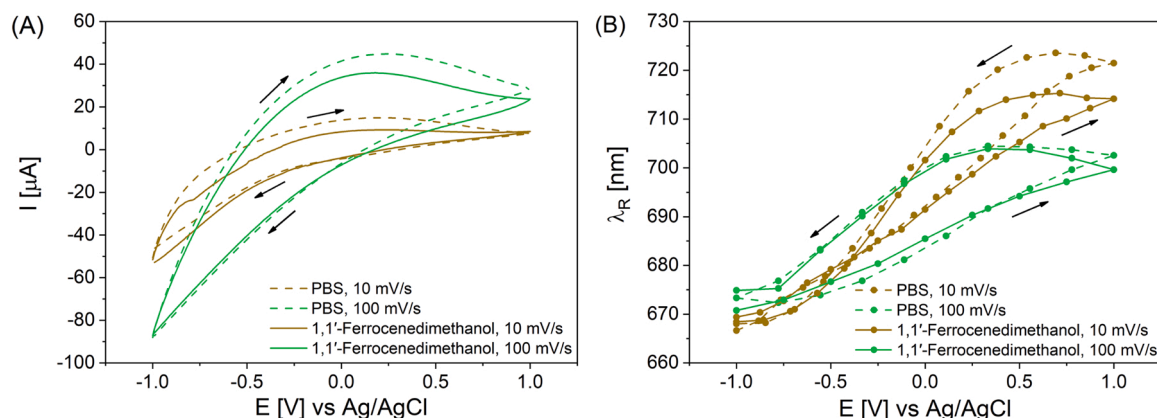 (A)
60
40
20
0
-20
-40
-60
-80
-100
I [µA]
-1.0 -0.5 0.0 0.5 1.0
E [V] vs Ag/AgCl
PBS, 10 mV/s
PBS, 100 mV/s
1,1′-Ferrocenedimethanol, 10 mV/s
1,1′-Ferrocenedimethanol, 100 mV/s
(B)
730
720
710
700
690
680
670
660
λR [nm]
-1.0 -0.5 0.0 0.5 1.0
E [V] vs Ag/AgCl
PBS, 10 mV/s
PBS, 100 mV/s
1,1′-Ferrocenedimethanol, 10 mV/s
1,1′-Ferrocenedimethanol, 100 mV/s